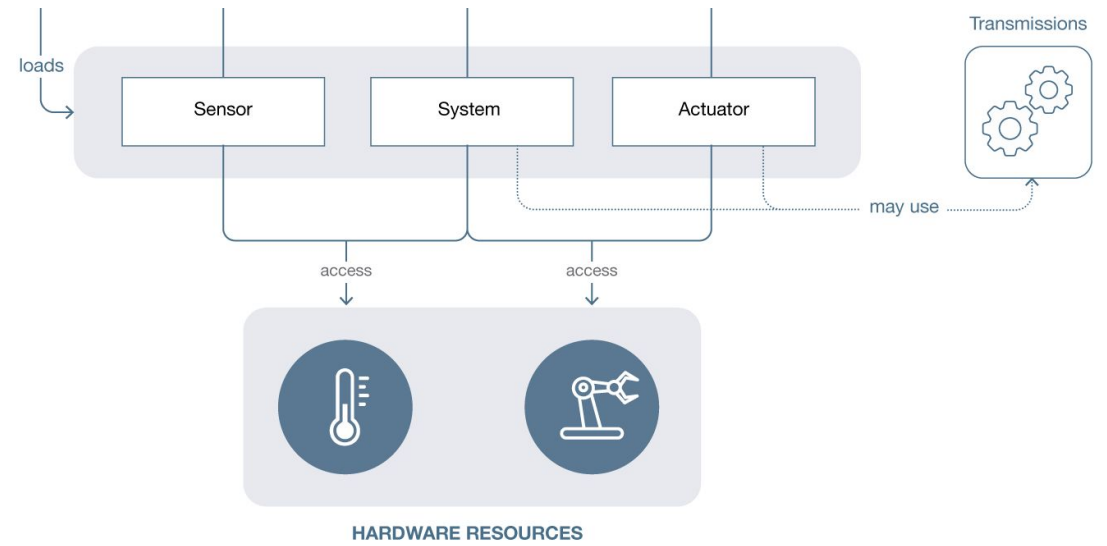 Transmissions
loads
Sensor
System
Actuator
may use
access
access
HARDWARE RESOURCES